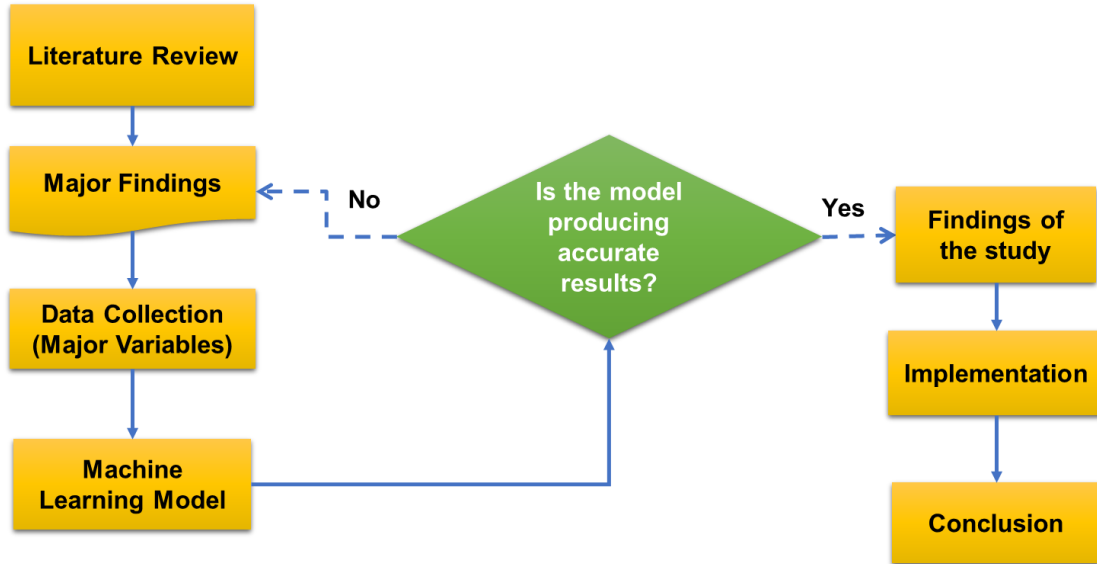 Literature Review
Major Findings
Data Collection
(Major Variables)
Machine
Learning Model
No
Is the model
producing
accurate
results?
Yes
Findings of
the study
Implementation
Conclusion